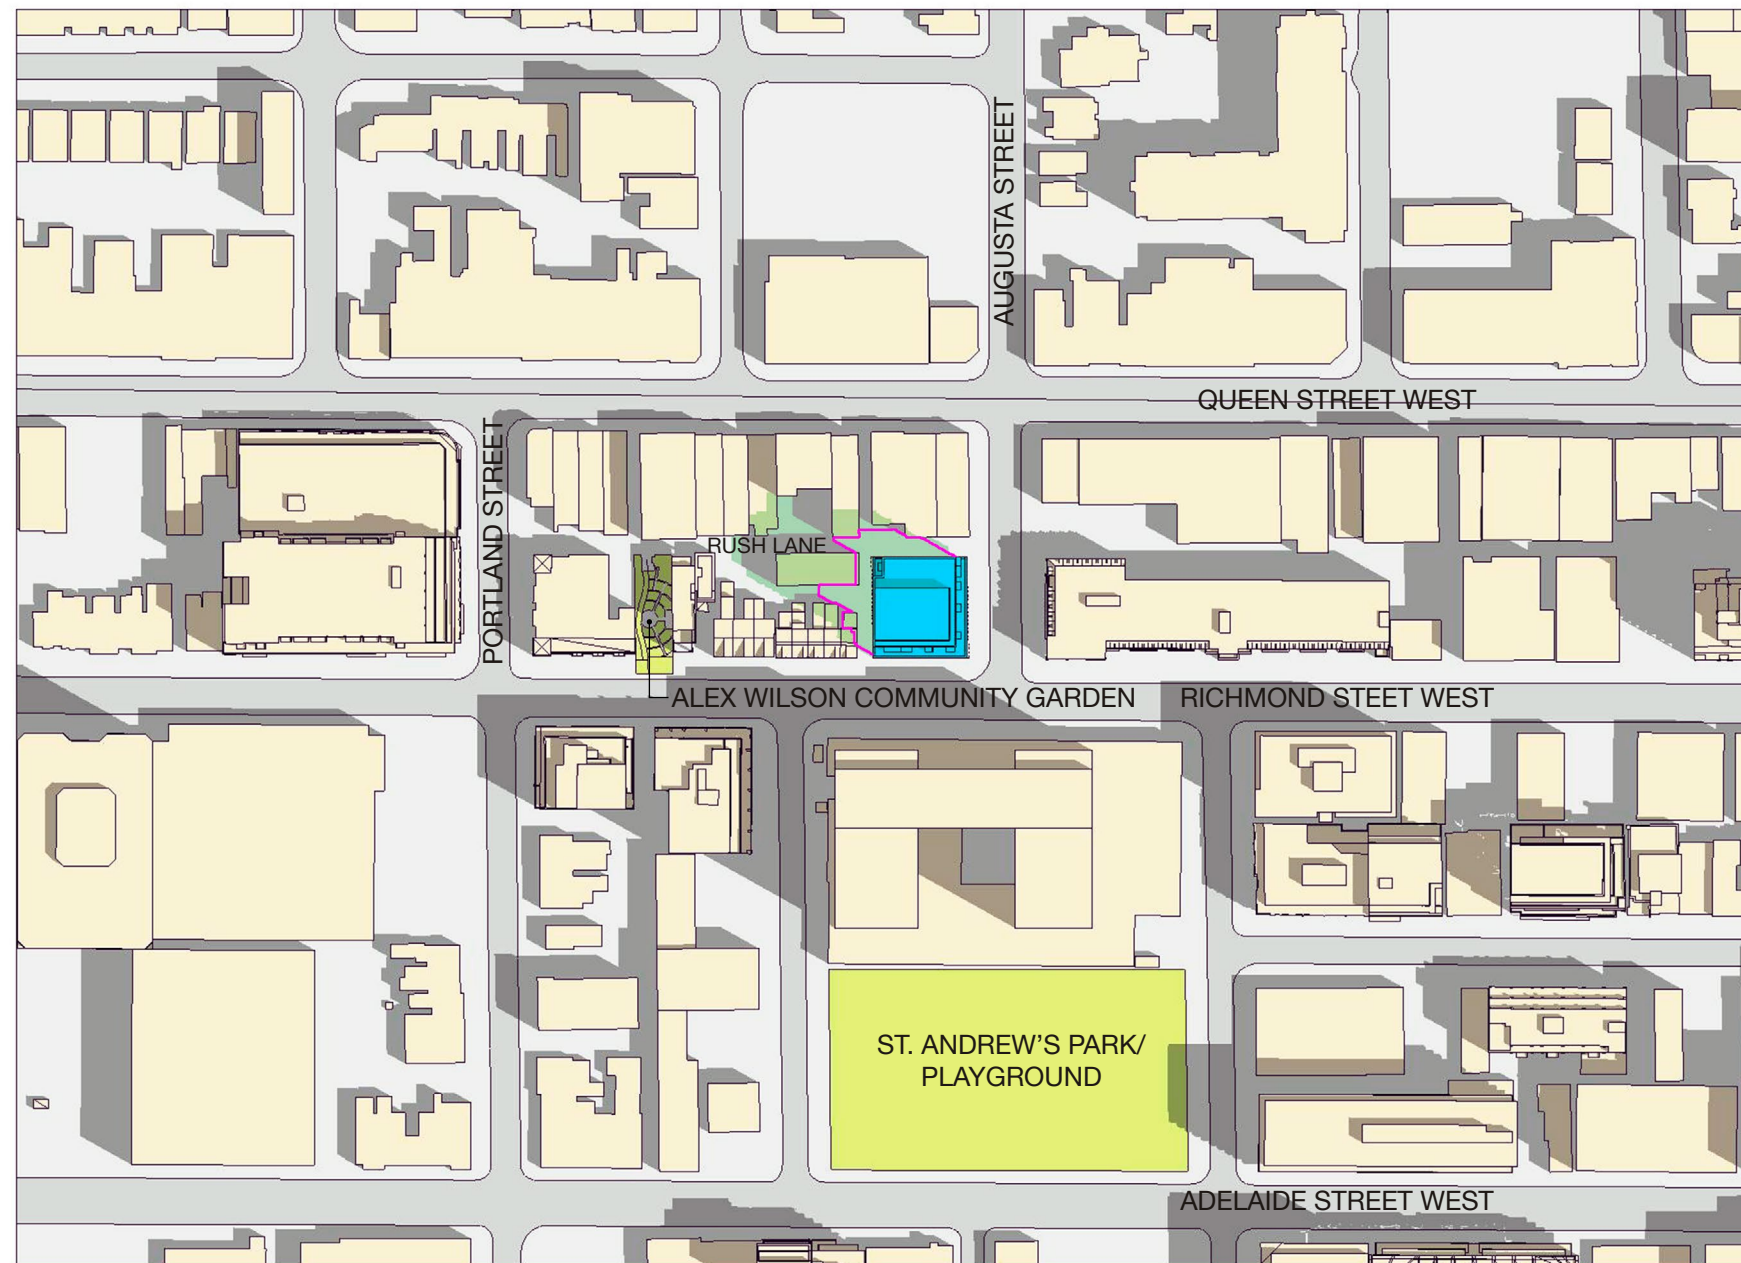 AUGUSTA STREET
QUEEN STREET WEST
PORTLAND STREET
RUSH LANE
ALEX WILSON COMMUNITY GARDEN
RICHMOND STEET WEST
ST. ANDREW'S PARK/
PLAYGROUND
ADELAIDE STREET WEST